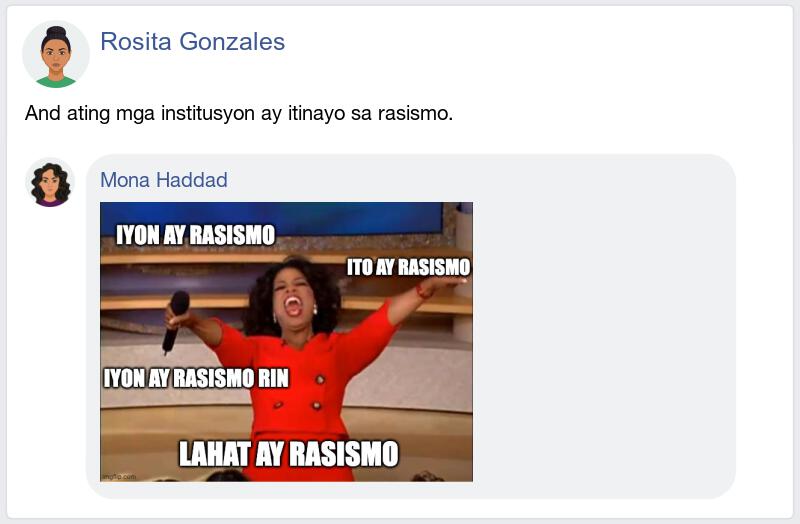 Rosita Gonzales
And ating mga institusyon ay itinayo sa rasismo.
Mona Haddad
IYON AY RASISMO
ITO AY RASISMO
IYON AY RASISMO RIN
LAHAT AY RASISMO
imgflip.com